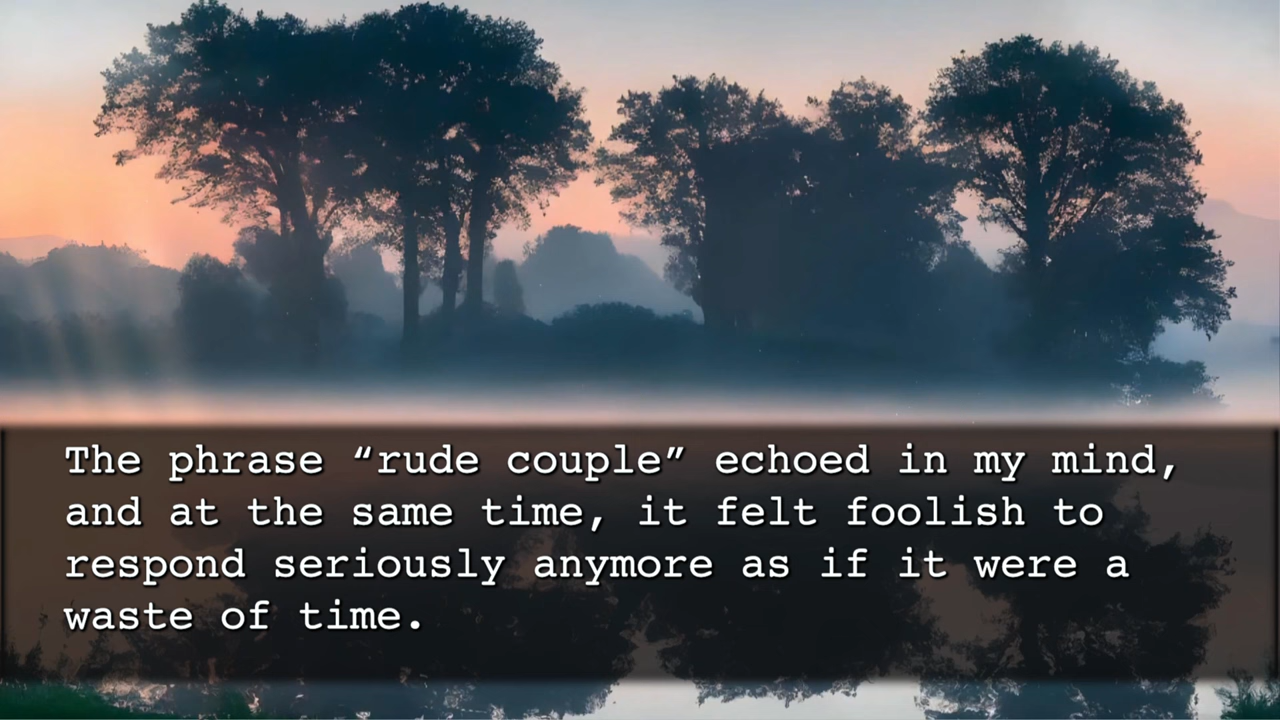 The phrase “rude couple” echoed in my mind,
and at the same time, it felt foolish to
respond seriously anymore as if it were a
waste of time.